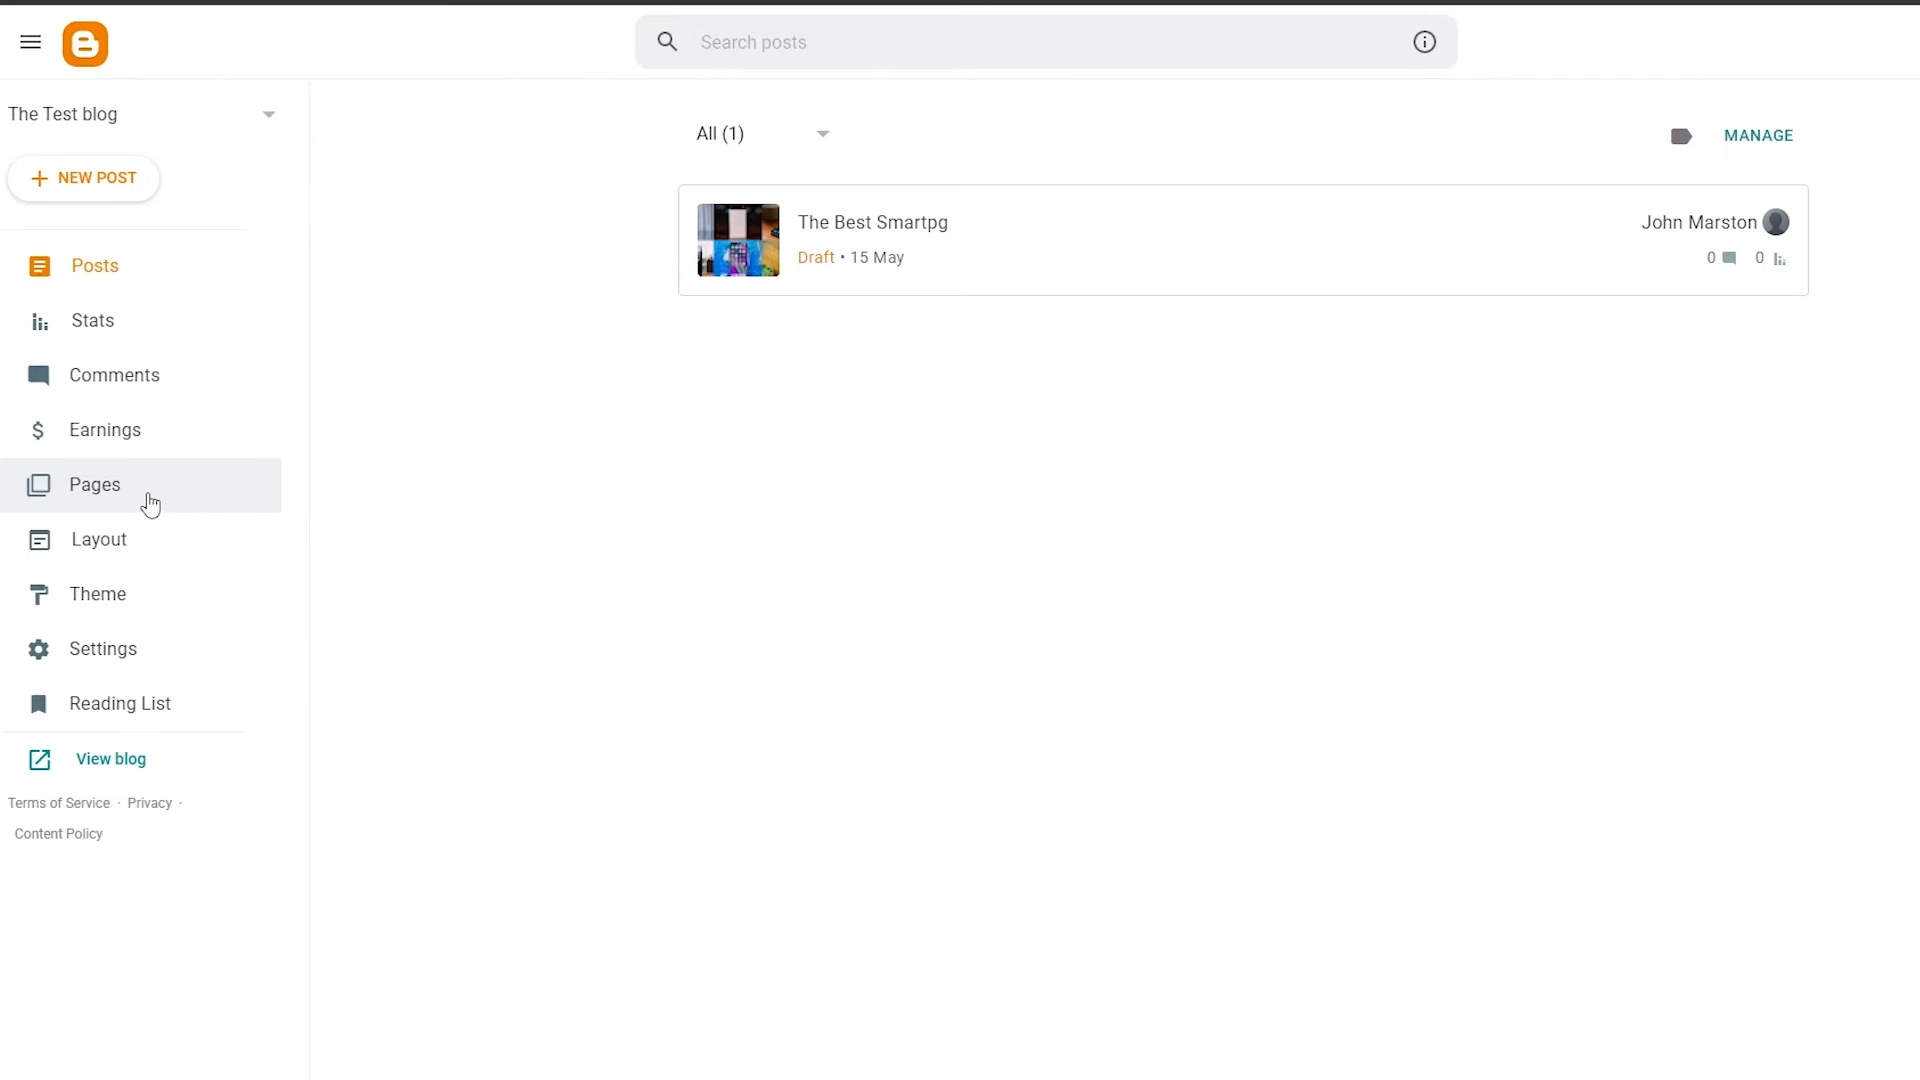 Search posts
The Test blog
NEW POST
Posts
Stats
Comments
Earnings
Pages
Layout
Theme
Settings
Reading List
View blog
Terms of Service · Privacy ·
Content Policy
All (1)
MANAGE
The Best Smartpg
John Marston
Draft • 15 May
0 0